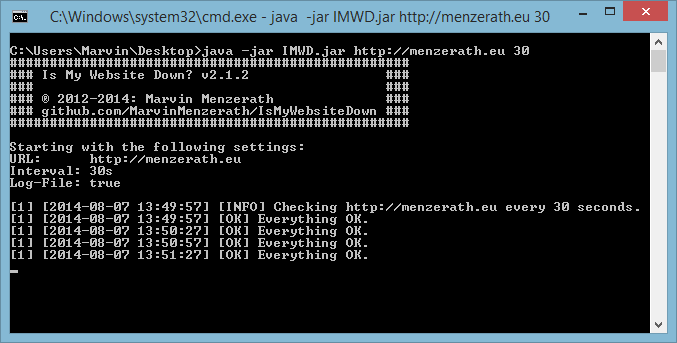 C:\Windows\system32\cmd.exe - java  -jar IMWD.jar http://menzerath.eu 30
C:\Users\Marvin\Desktop>java -jar IMWD.jar http://menzerath.eu 30
##################################################
### Is My Website Down? v2.1.2                 ###
###                                            ###
### © 2012-2014: Marvin Menzerath              ###
### github.com/MarvinMenzerath/IsMyWebsiteDown ###
##################################################
Starting with the following settings:
URL:      http://menzerath.eu
Interval: 30s
Log-File: true
[1] [2014-08-07 13:49:57] [INFO] Checking http://menzerath.eu every 30 seconds.
[1] [2014-08-07 13:49:57] [OK] Everything OK.
[1] [2014-08-07 13:50:27] [OK] Everything OK.
[1] [2014-08-07 13:50:57] [OK] Everything OK.
[1] [2014-08-07 13:51:27] [OK] Everything OK.